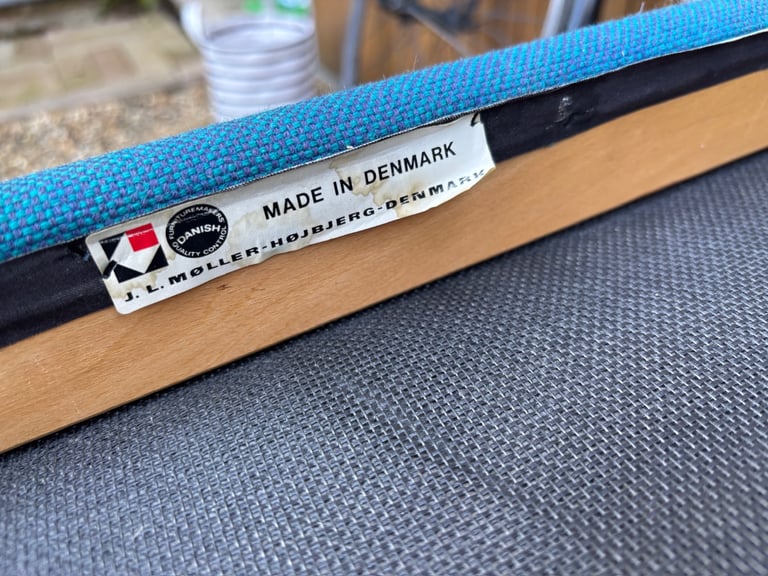 MADE IN DENMARK
FURNITUREMAKERS
DANISH
QUALITY CONTROL
J. L. MØLLER-HØJBJERG-DENMARK